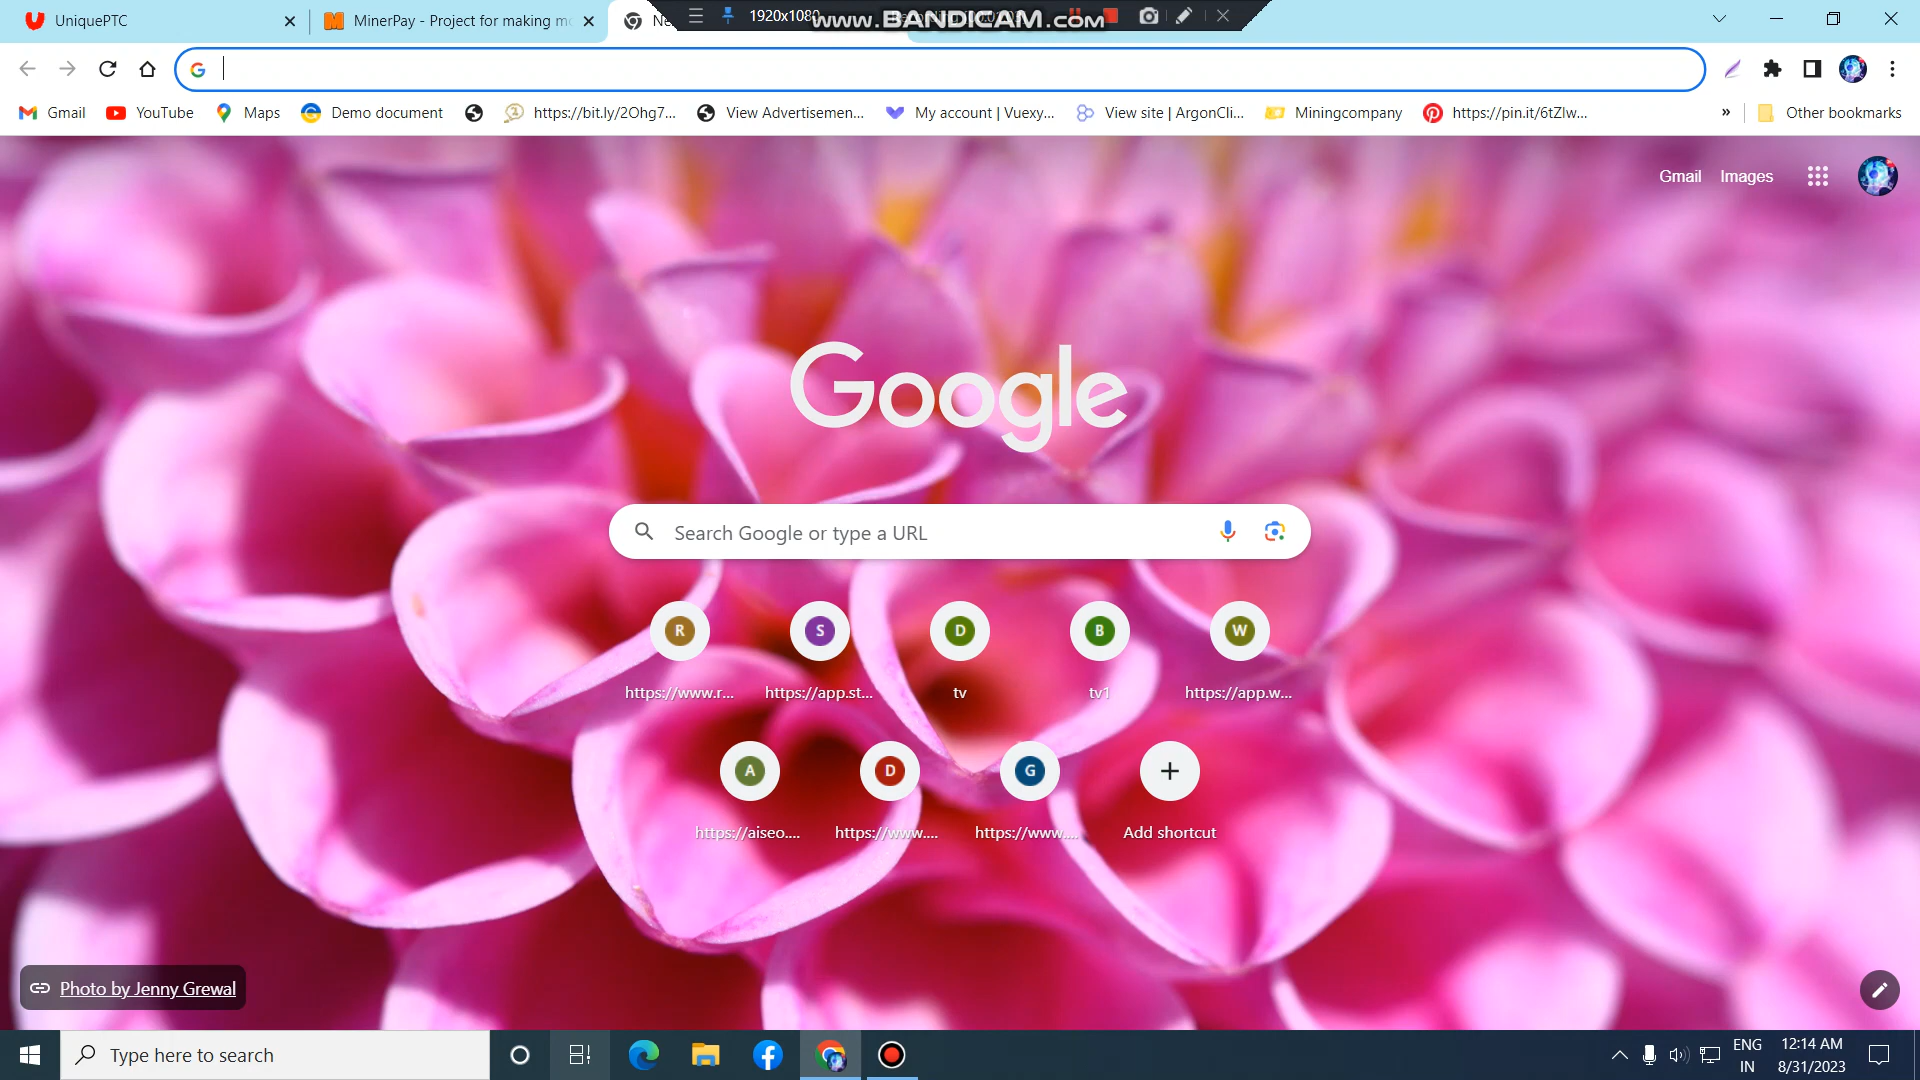 UniquePTC
MinerPay - Project for making m
1920x1080
www.BANDICAM.com
Gmail
YouTube
Maps
Demo document
https://bit.ly/2Ohg7...
View Advertisemen...
My account | Vuexy...
View site | ArgonCli...
Miningcompany
https://pin.it/6tZlw...
»
Other bookmarks
Gmail
Images
Google
Search Google or type a URL
R
S
D
B
W
https://www.r...
https://app.st...
tv
tv1
https://app.w...
A
D
G
https://aiseo....
https://www....
https://www....
Add shortcut
Photo by Jenny Grewal
Type here to search
ENG
IN
12:14 AM
8/31/2023